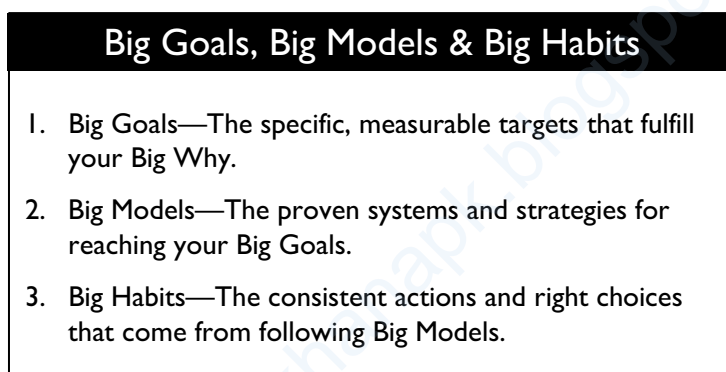 Big Goals, Big Models & Big Habits
1. Big Goals—The specific, measurable targets that fulfill
your Big Why.
2. Big Models—The proven systems and strategies for
reaching your Big Goals.
3. Big Habits—The consistent actions and right choices
that come from following Big Models.